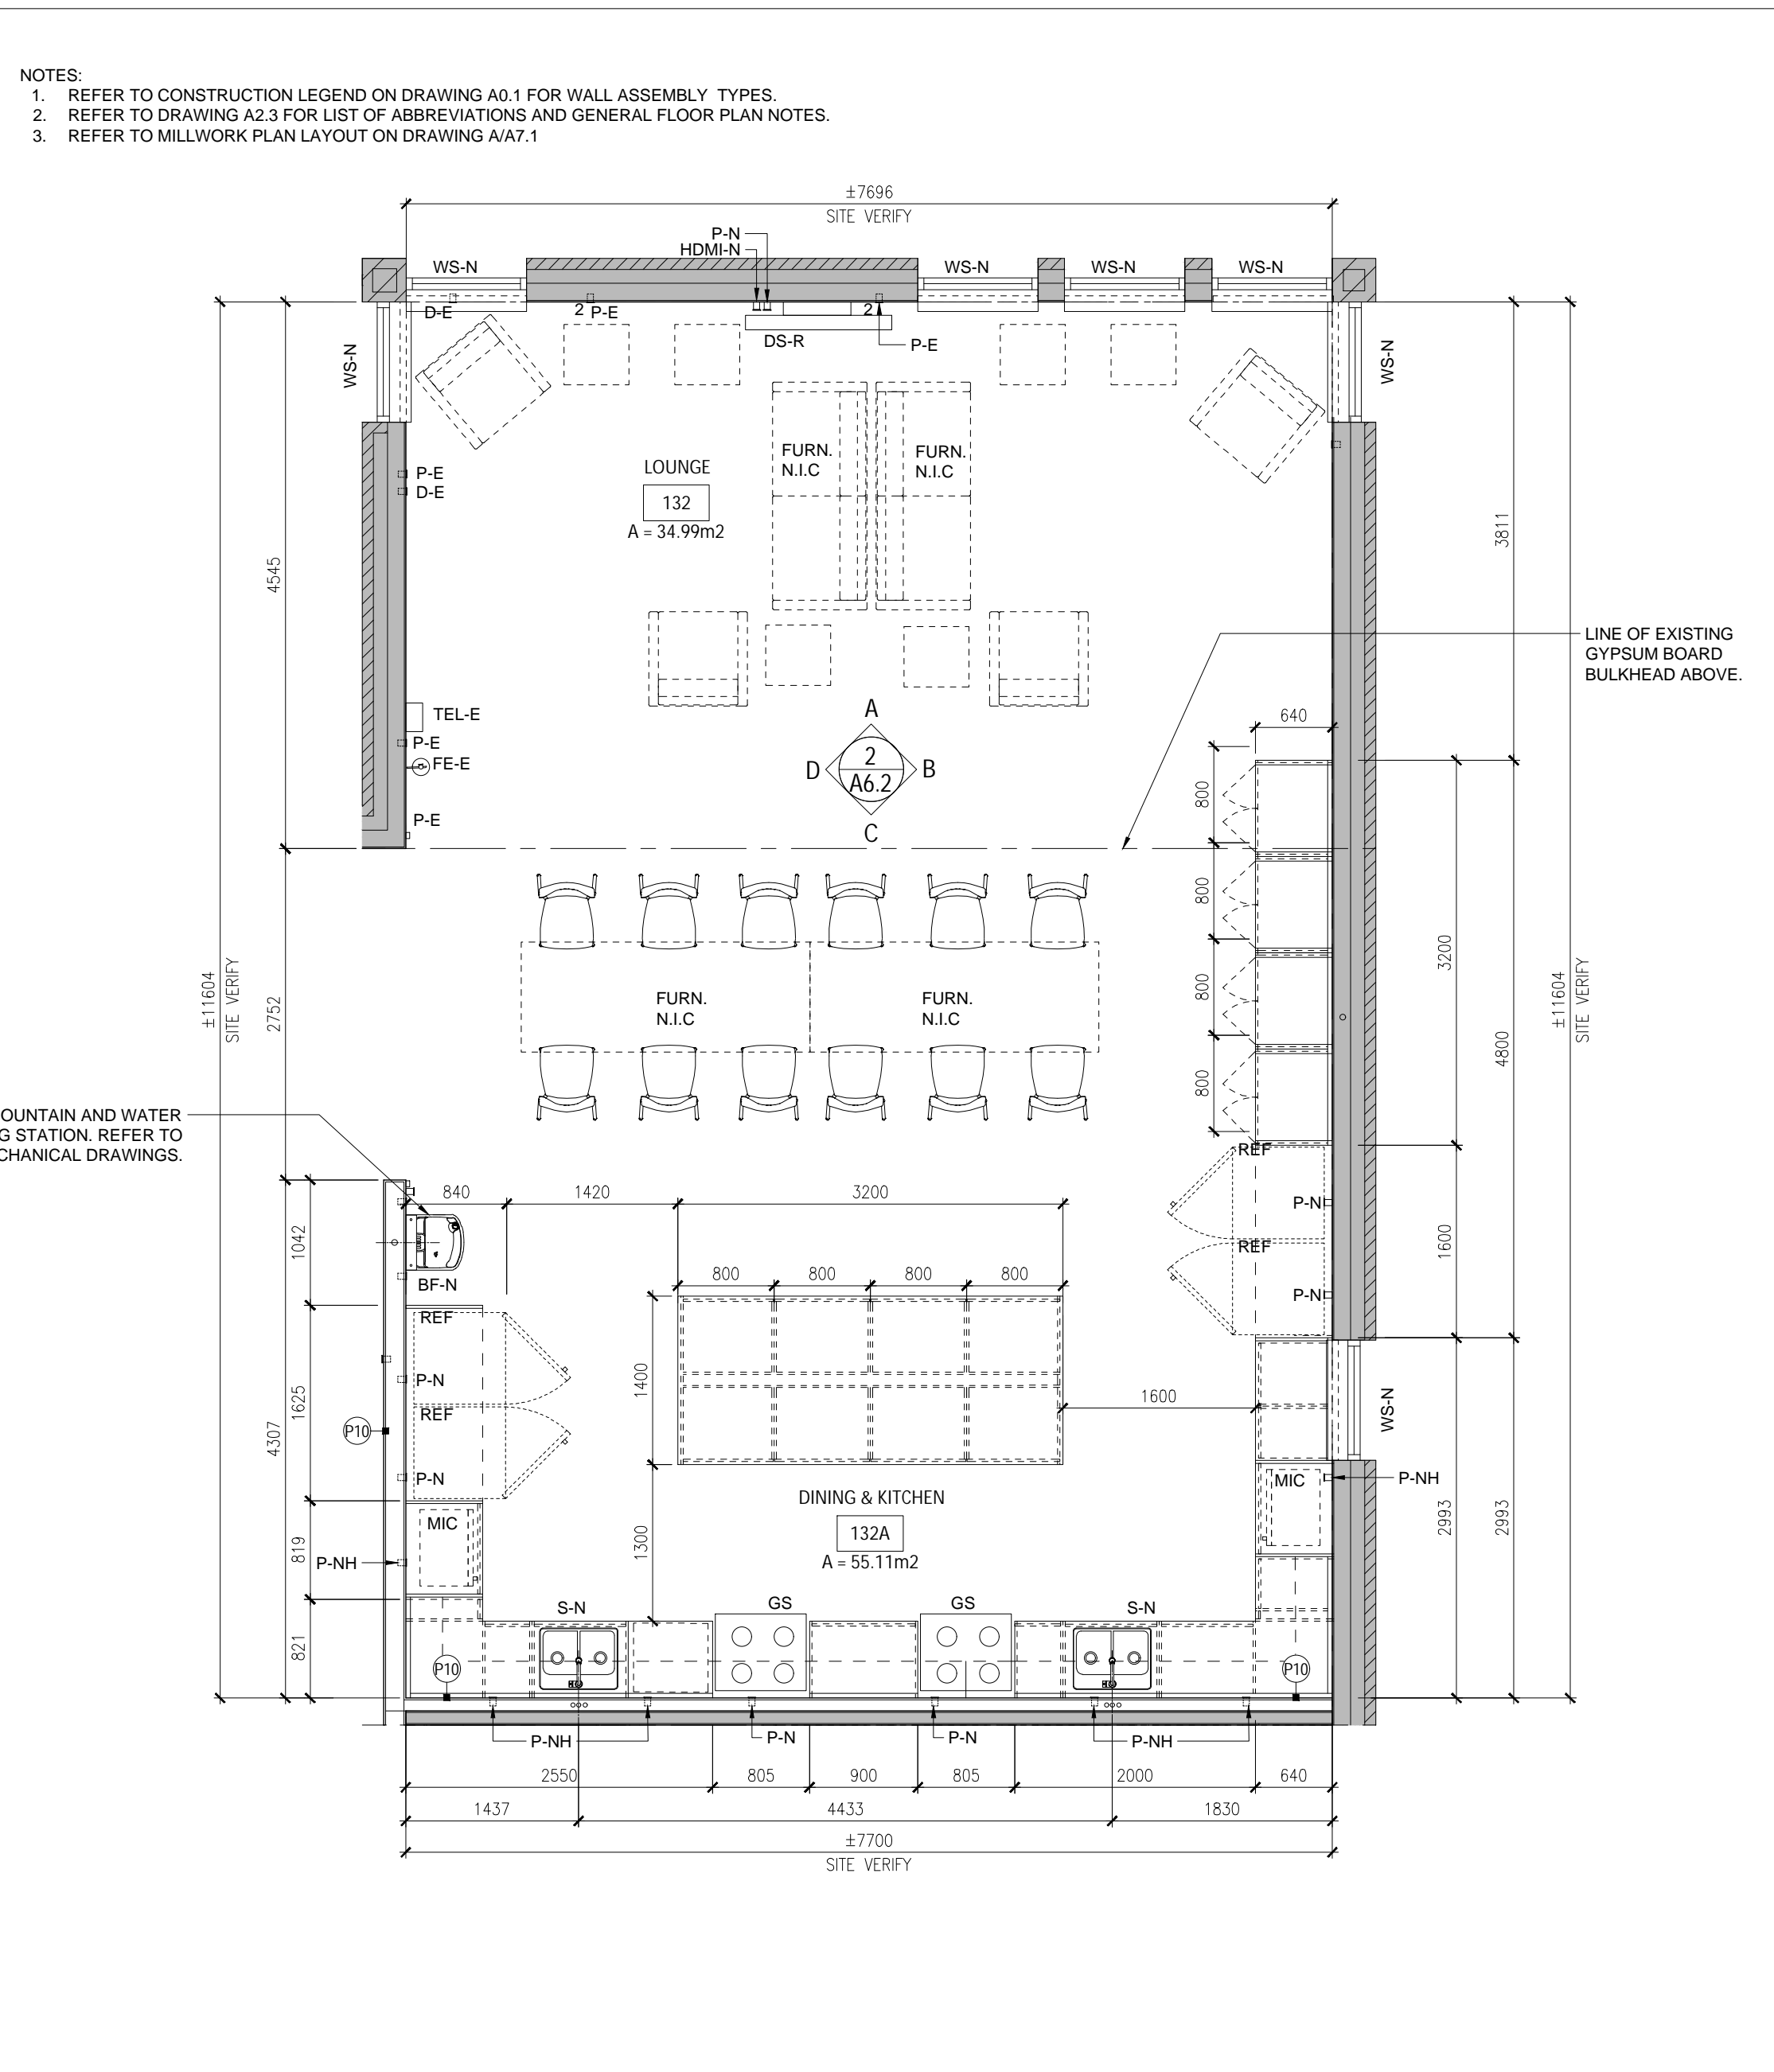 NOTES:
1. REFER TO CONSTRUCTION LEGEND ON DRAWING A0.1 FOR WALL ASSEMBLY TYPES.
2. REFER TO DRAWING A2.3 FOR LIST OF ABBREVIATIONS AND GENERAL FLOOR PLAN NOTES.
3. REFER TO MILLWORK PLAN LAYOUT ON DRAWING A/A7.1
±7696
SITE VERIFY
P-N
HDMI-N
WS-N
WS-N
WS-N
WS-N
D-E
2 P-E
2
DS-R
P-E
WS-N
WS-N
FURN.
N.I.C
FURN.
N.I.C
LOUNGE
132
A = 34.99m2
P-E
D-E
3811
4545
LINE OF EXISTING
GYPSUM BOARD
BULKHEAD ABOVE.
TEL-E
P-E
FE-E
P-E
640
A
D
2
A6.2
B
C
800
800
800
800
3200
4800
±11604
SITE VERIFY
±11604
SITE VERIFY
2752
FURN.
N.I.C
FURN.
N.I.C
OUNTAIN AND WATER
G STATION. REFER TO
CHANICAL DRAWINGS.
REF
P-N
REF
P-N
1600
840
1420
3200
1042
BF-N
800
800
800
800
REF
P-N
REF
P-N
1400
1600
WS-N
1625
4307
P10
MIC
P-NH
2993
2993
DINING & KITCHEN
132A
A = 55.11m2
1300
MIC
819
P-NH
S-N
GS
GS
S-N
821
P10
P10
P-NH
P-N
P-N
P-NH
2550
805
900
805
2000
640
1437
4433
1830
±7700
SITE VERIFY